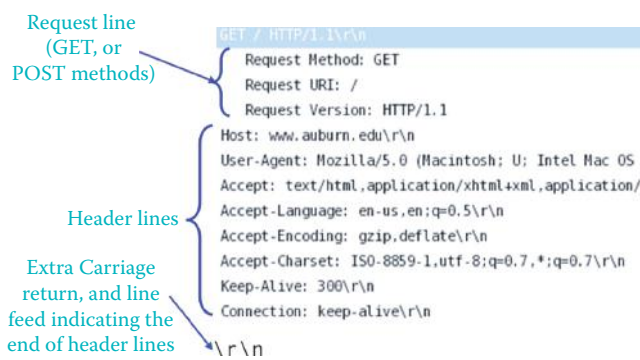 Request line
(GET, or
POST methods)
GET / HTTP/1.1\r\n
Request Method: GET
Request URI: /
Request Version: HTTP/1.1
Header lines
Host: www.auburn.edu\r\n
User-Agent: Mozilla/5.0 (Macintosh; U; Intel Mac OS
Accept: text/html,application/xhtml+xml,application/
Accept-Language: en-us,en;q=0.5\r\n
Accept-Encoding: gzip,deflate\r\n
Accept-Charset: ISO-8859-1,utf-8;q=0.7,*;q=0.7\r\n
Keep-Alive: 300\r\n
Connection: keep-alive\r\n
Extra Carriage
return, and line
feed indicating the
end of header lines
\r\n